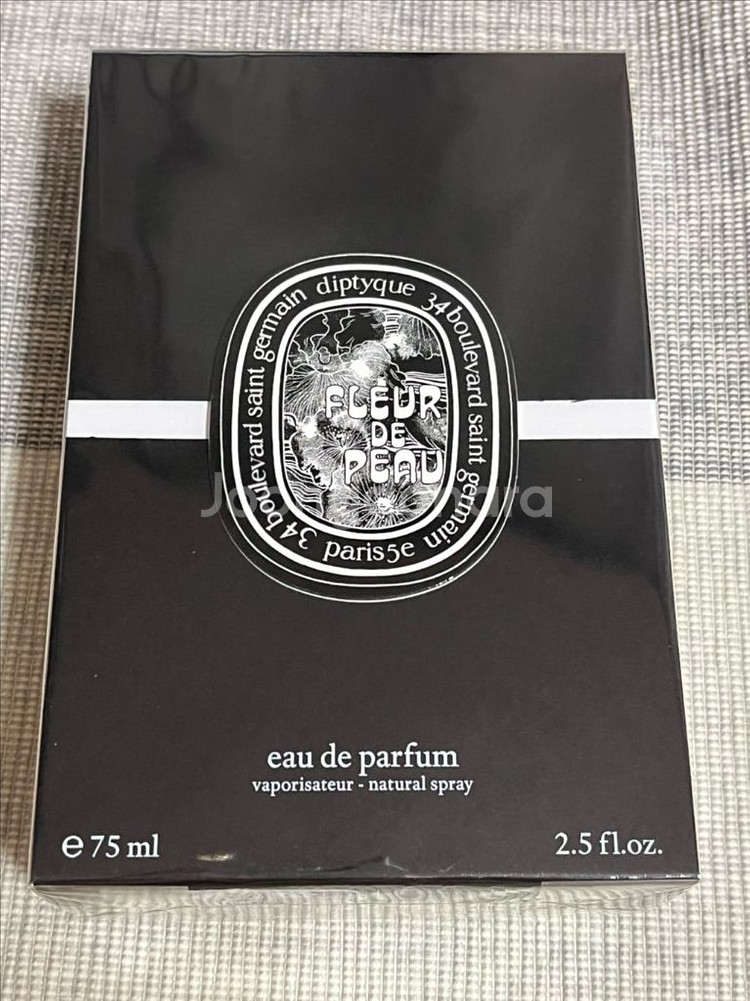 diptyque
34 boulevard saint germain
34 boulevard saint germain
paris5e
FLEUR
DE
PEAU
eau de parfum
vaporisateur - natural spray
e 75 ml
2.5 fl.oz.